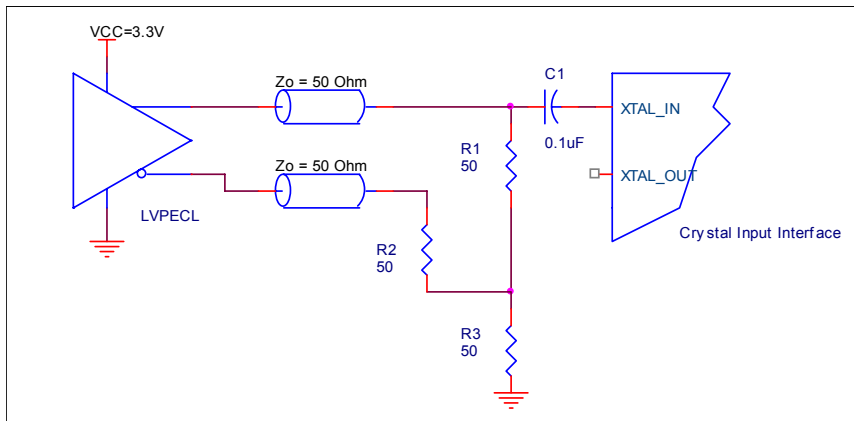 VCC=3.3V
Zo = 50 Ohm
C1
XTAL_IN
R1
50
0.1uF
Zo = 50 Ohm
XTAL_OUT
LVPECL
Crystal Input Interface
R2
50
R3
50